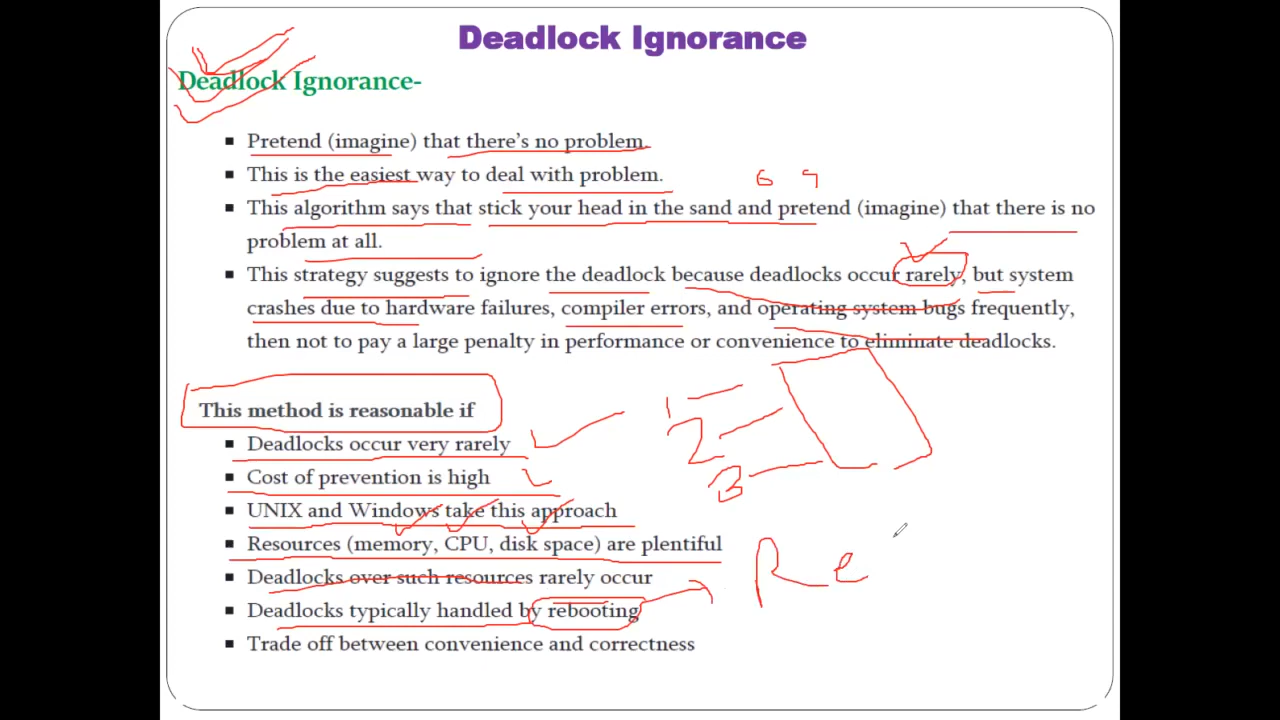 Deadlock Ignorance
Deadlock Ignorance-
▪ Pretend (imagine) that there's no problem.
▪ This is the easiest way to deal with problem.
6 9
▪ This algorithm says that stick your head in the sand and pretend (imagine) that there is no
problem at all.
▪ This strategy suggests to ignore the deadlock because deadlocks occur rarely, but system
crashes due to hardware failures, compiler errors, and operating system bugs frequently,
then not to pay a large penalty in performance or convenience to eliminate deadlocks.
This method is reasonable if
▪ Deadlocks occur very rarely
▪ Cost of prevention is high
▪ UNIX and Windows take this approach
▪ Resources (memory, CPU, disk space) are plentiful
▪ Deadlocks over such resources rarely occur
▪ Deadlocks typically handled by rebooting
▪ Trade off between convenience and correctness
1
2
3
Re